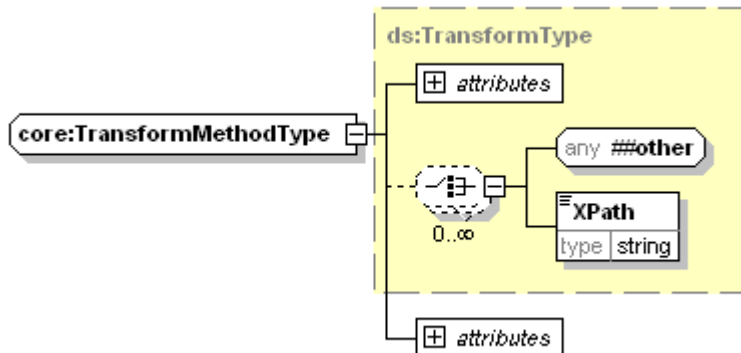 ds:TransformType
attributes
core:TransformMethodType
any ##other
0..∞
XPath
type string
attributes